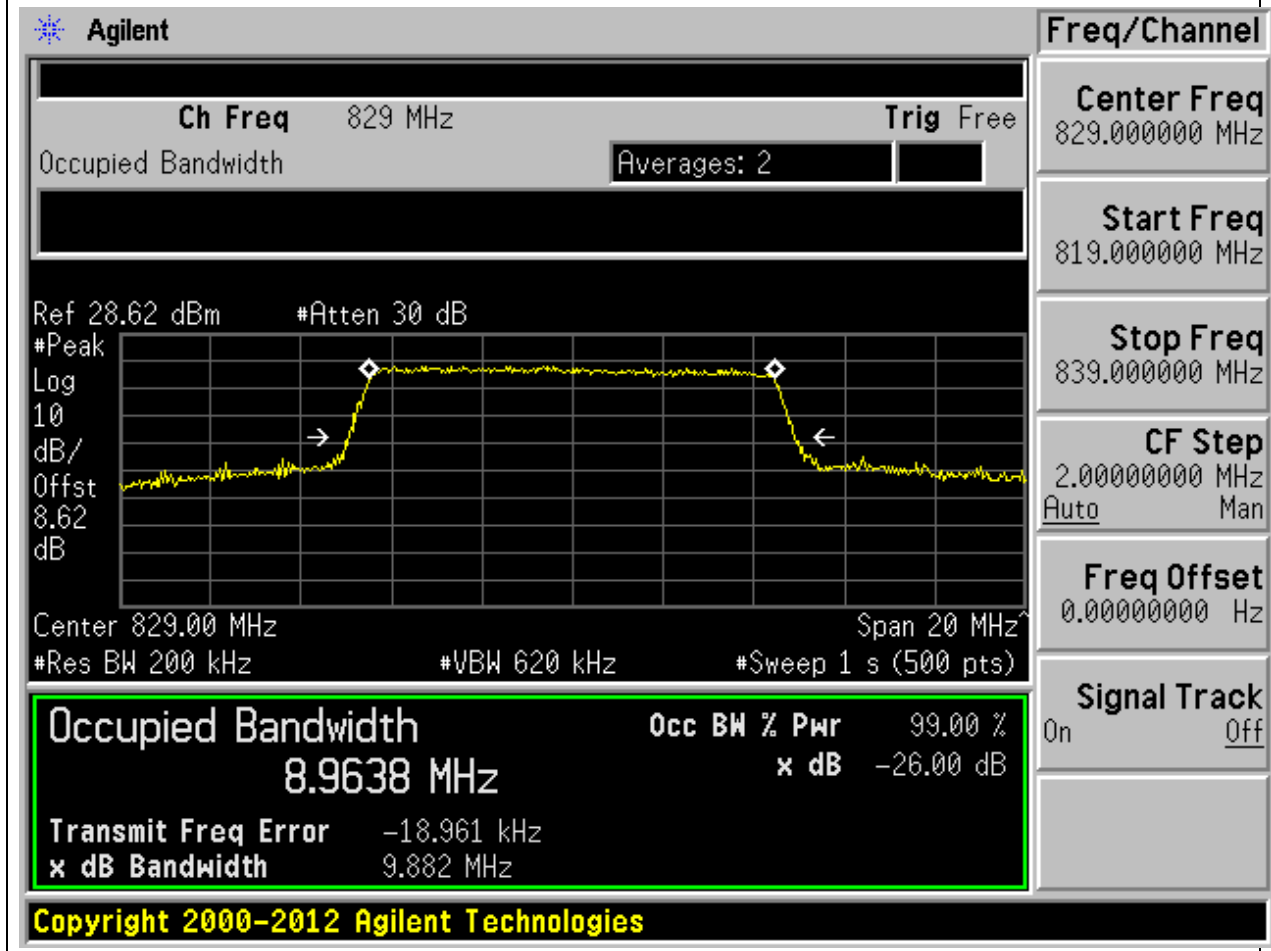 Agilent
Freq/Channel
Ch Freq 829 MHz Trig Free
Occupied Bandwidth Averages: 2
Ref 28.62 dBm #Atten 30 dB
#Peak
Log
10
dB/
Offst
8.62
dB
Center 829.00 MHz Span 20 MHz^
#Res BW 200 kHz #VBW 620 kHz #Sweep 1 s (500 pts)
Occupied Bandwidth Occ BW % Pwr 99.00 %
8.9638 MHz x dB -26.00 dB
Transmit Freq Error -18.961 kHz
x dB Bandwidth 9.882 MHz
Center Freq
829.000000 MHz
Start Freq
819.000000 MHz
Stop Freq
839.000000 MHz
CF Step
2.00000000 MHz
Auto Man
Freq Offset
0.00000000 Hz
Signal Track
On Off
Copyright 2000-2012 Agilent Technologies